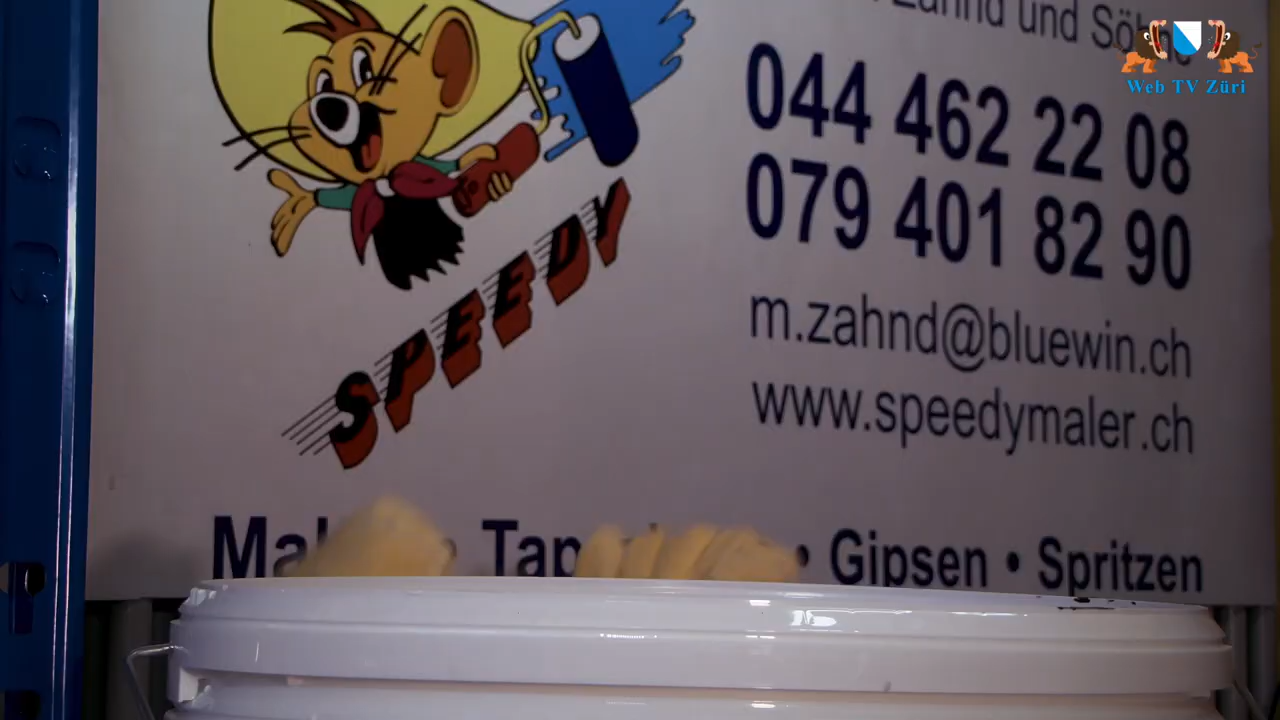 Zahnd und Söhne
Web TV Züri
044 462 22 08
079 401 82 90
m.zahnd@bluewin.ch
www.speedymaler.ch
SPEEDY
• Gipsen • Spritzen